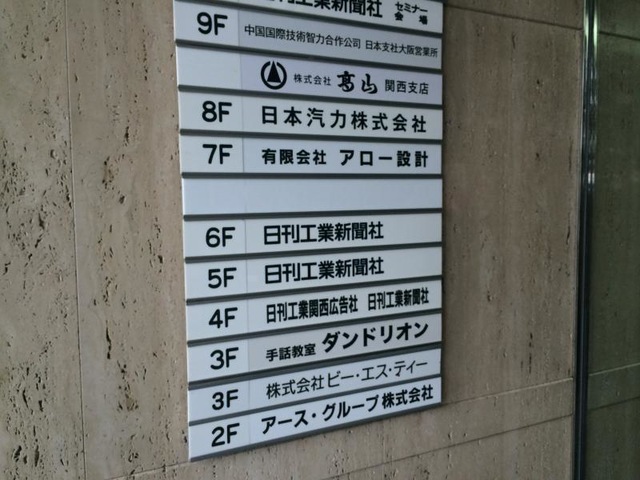 工業新聞社 セミナー
会場
9F 中国国際技術智力合作公司 日本支社大阪営業所
株式会社 高山 関西支店
8F 日本汽力株式会社
7F 有限会社 アロー設計
6F 日刊工業新聞社
5F 日刊工業新聞社
4F 日刊工業関西広告社 日刊工業新聞社
3F 手話教室 ダンドリオン
3F 株式会社ビー・エス・ティー
2F アース・グループ株式会社